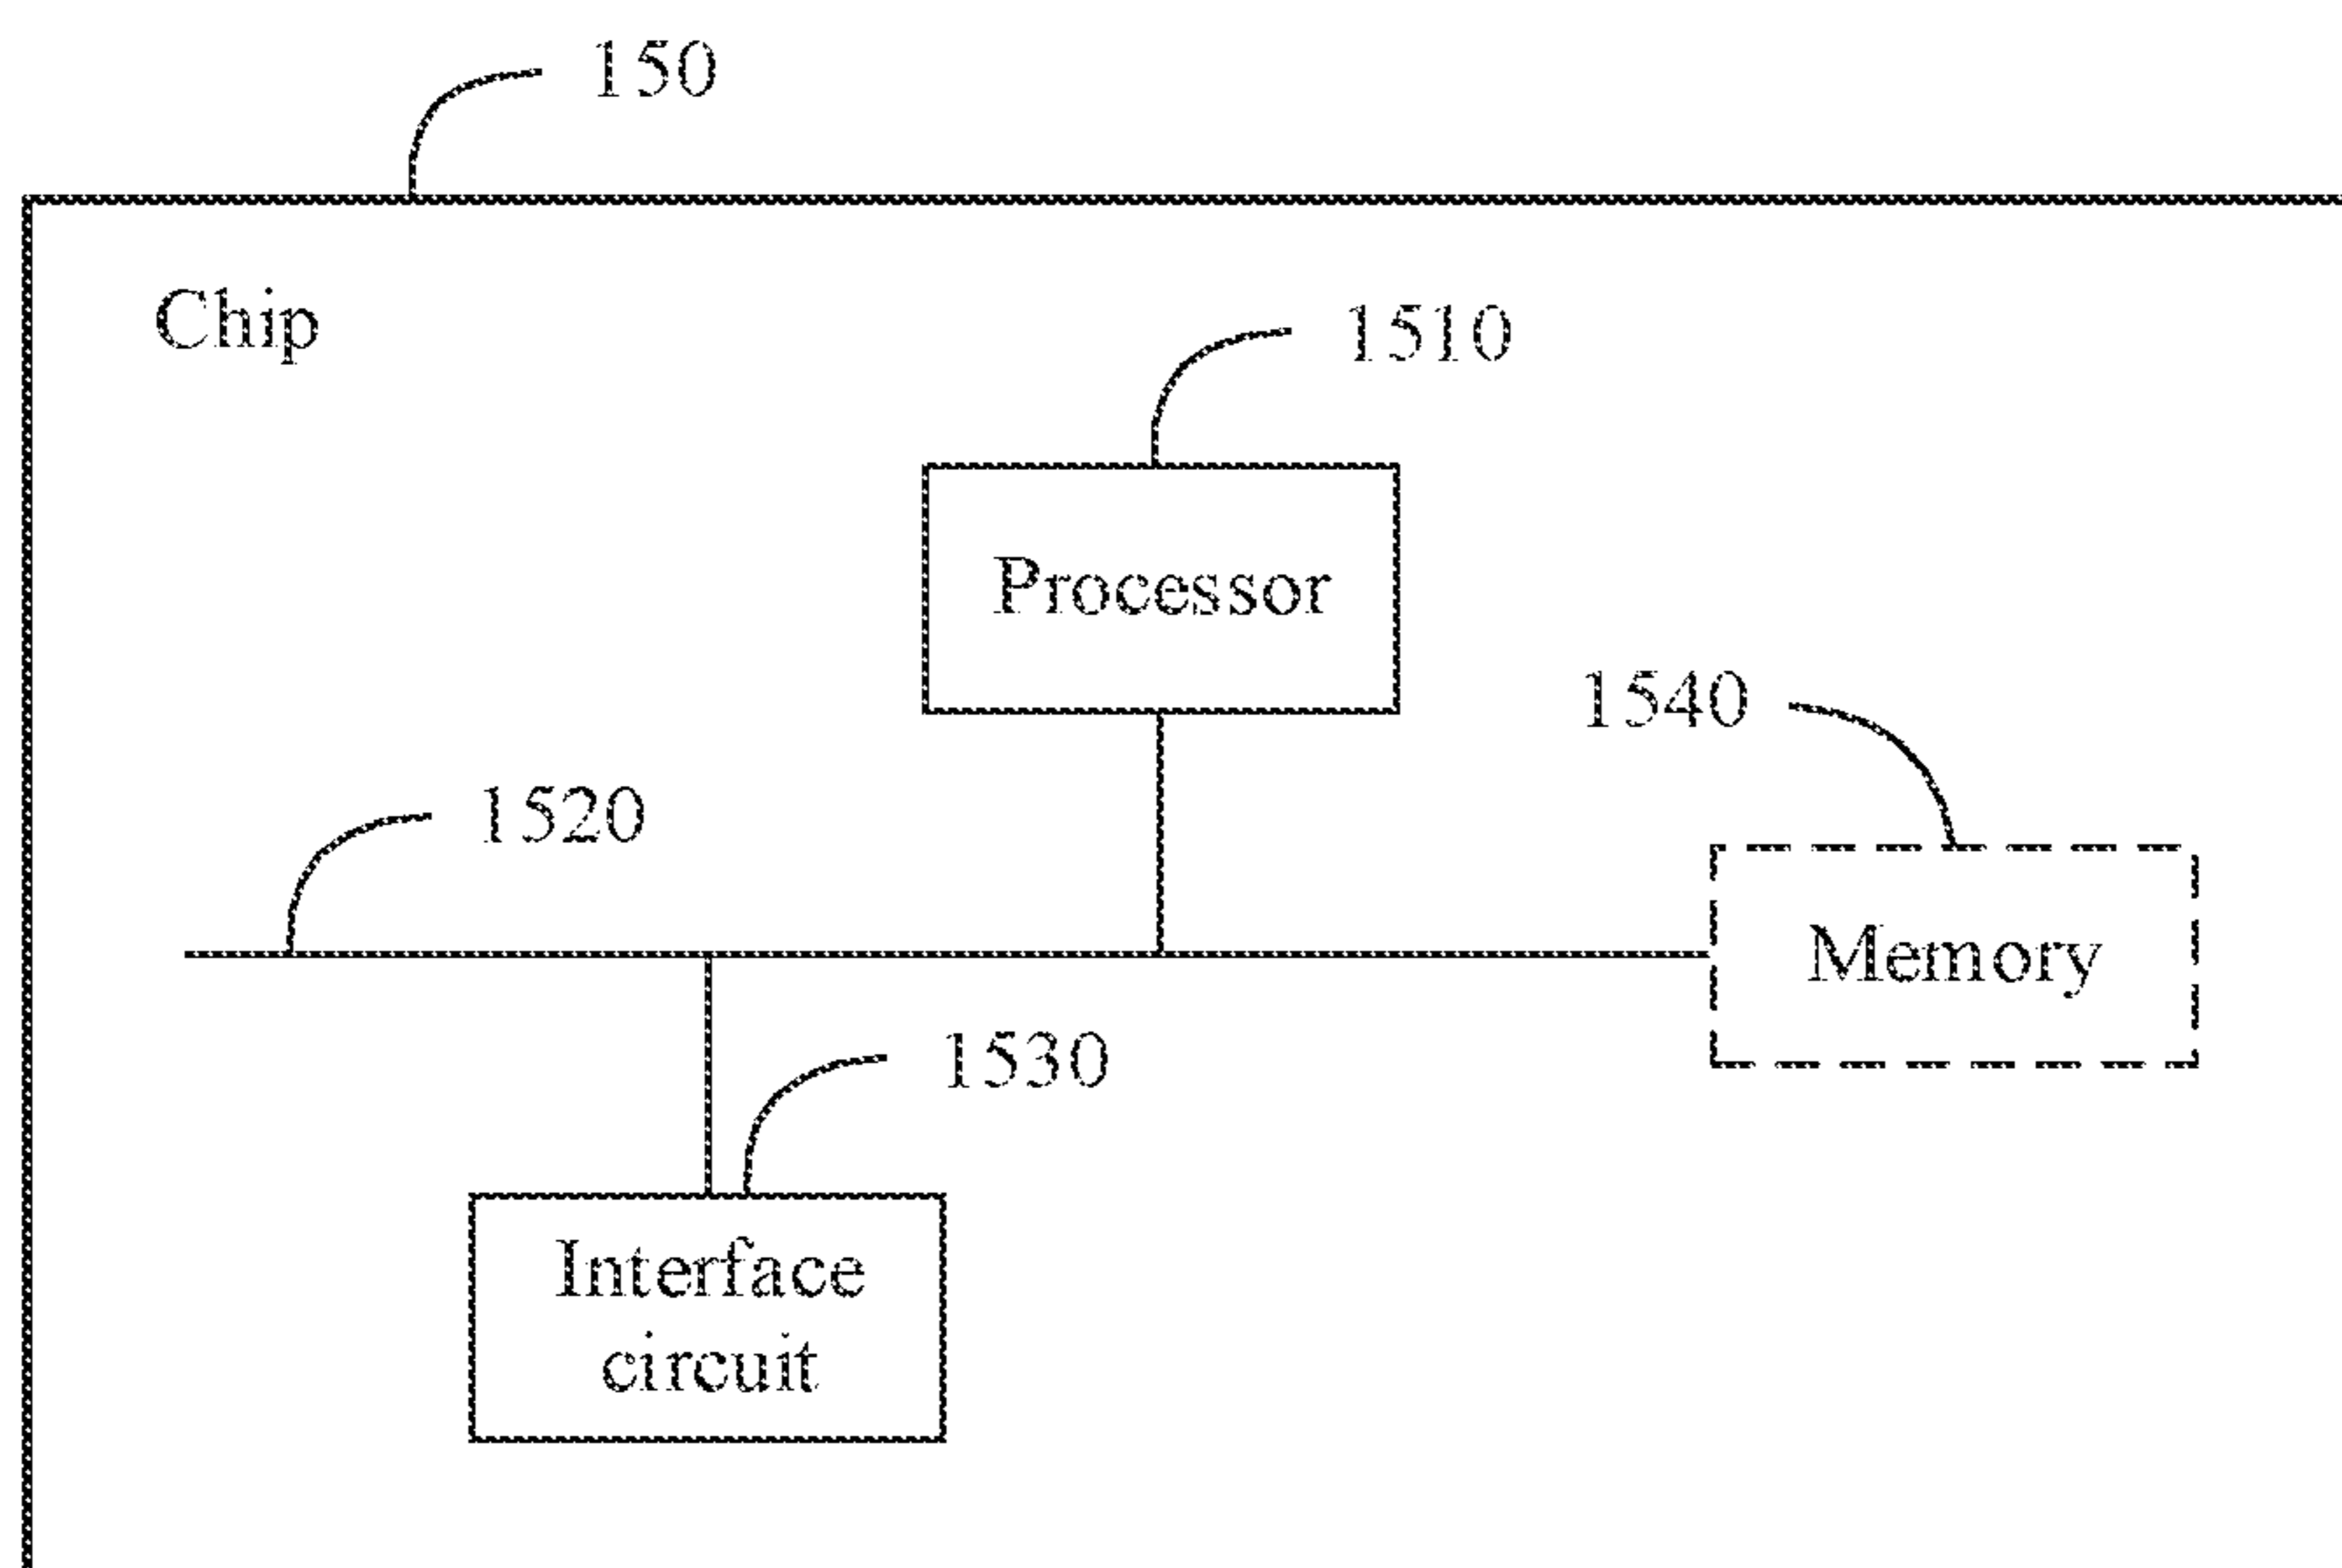 150
Chip
1510
Processor
1540
1520
Memory
1530
Interface
circuit